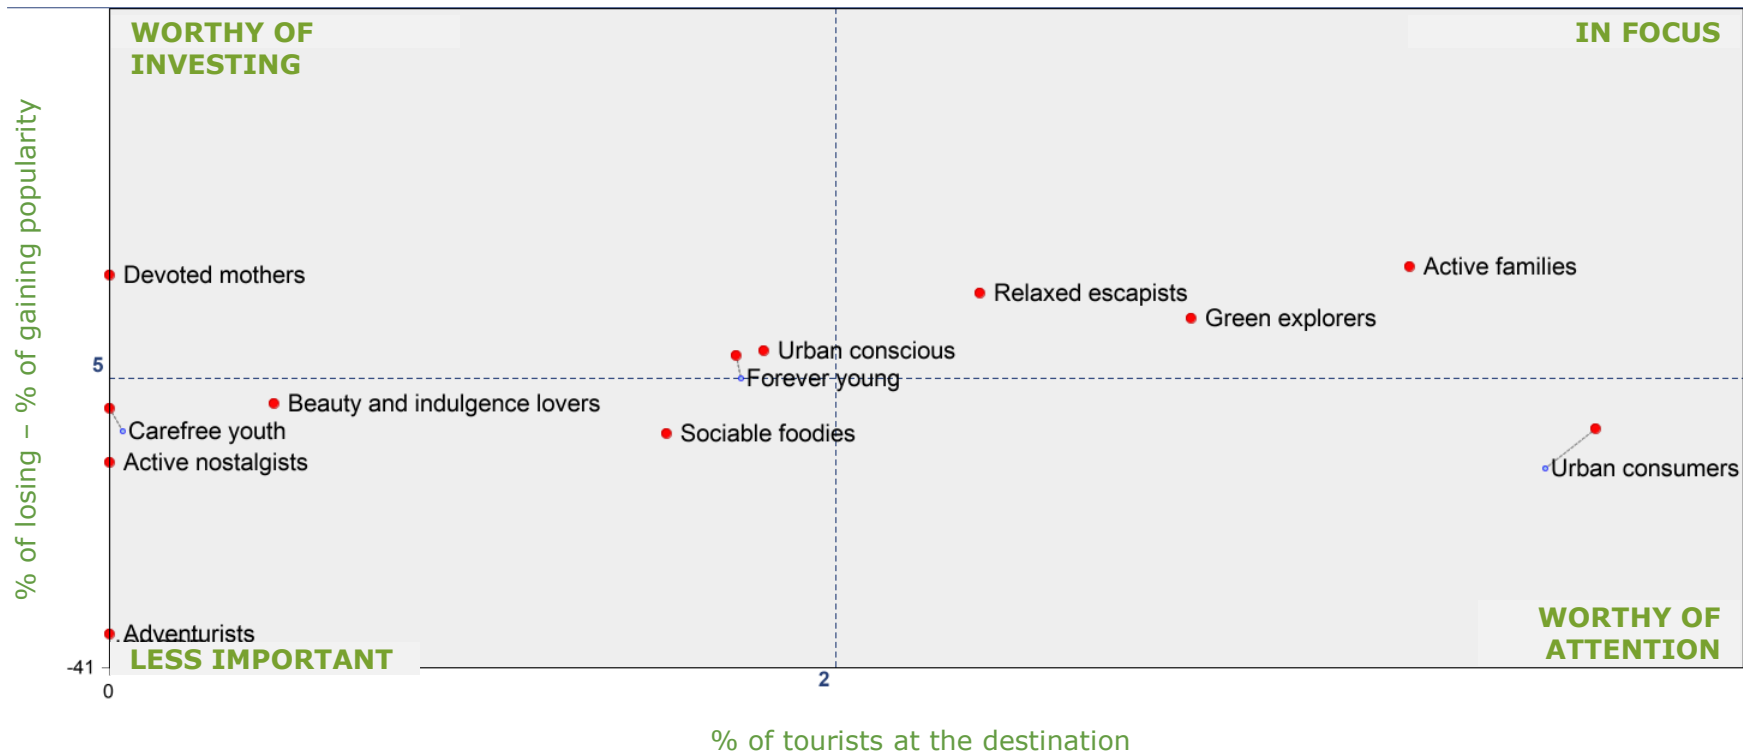 WORTHY OF
INVESTING
IN FOCUS
% of losing – % of gaining popularity
Devoted mothers
Active families
Relaxed escapists
Green explorers
Urban conscious
5
Forever young
Beauty and indulgence lovers
Carefree youth
Sociable foodies
Active nostalgists
Urban consumers
WORTHY OF
ATTENTION
Adventurists
LESS IMPORTANT
-41
0
2
% of tourists at the destination